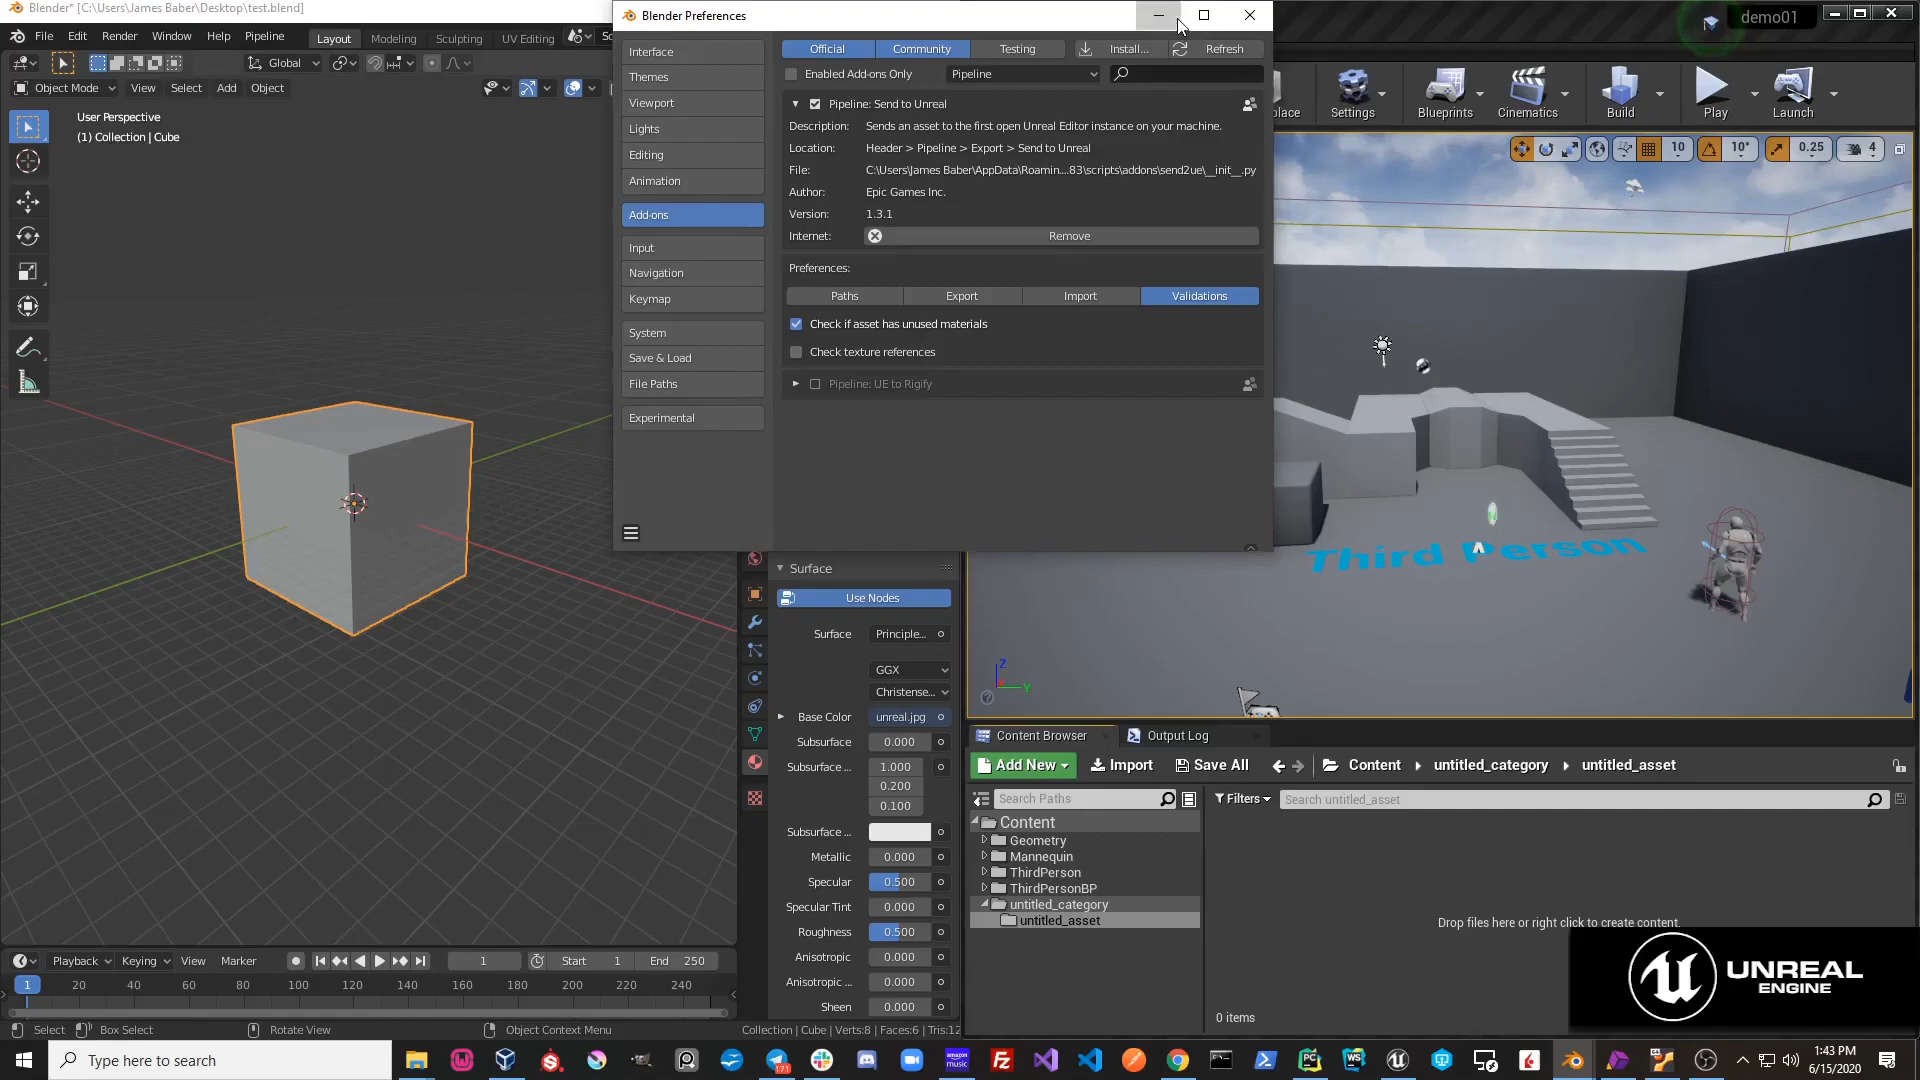 Blender* [C:\Users\James Baber\Desktop\test.blend]
File Edit Render Window Help Pipeline Layout Modeling Sculpting UV Editing
Global
Object Mode View Select Add Object
User Perspective
(1) Collection | Cube
Blender Preferences
Interface
Themes
Viewport
Lights
Editing
Animation
Add-ons
Input
Navigation
Keymap
System
Save & Load
File Paths
Experimental
Official Community Testing Install... Refresh
Enabled Add-ons Only Pipeline
Pipeline: Send to Unreal
Description: Sends an asset to the first open Unreal Editor instance on your machine.
Location: Header > Pipeline > Export > Send to Unreal
File: C:\Users\James Baber\AppData\Roamin....83\scripts\addons\send2ue\__init__.py
Author: Epic Games Inc.
Version: 1.3.1
Internet: Remove
Preferences:
Paths Export Import Validations
Check if asset has unused materials
Check texture references
Pipeline: UE to Rigify
Surface
Use Nodes
Surface Principle...
GGX
Christense...
Base Color unreal.jpg
Subsurface 0.000
Subsurface ... 1.000
0.200
0.100
Subsurface ...
Metallic 0.000
Specular 0.500
Specular Tint 0.000
Roughness 0.500
Anisotropic 0.000
Anisotropic ... 0.000
Sheen 0.000
Playback Keying View Marker 1 Start 1 End 250
1 20 40 60 80 100 120 140 160 180 200 220 240
Select Box Select Rotate View Object Context Menu Collection | Cube | Verts:8 | Faces:6 | Tris:12
demo01
Settings Blueprints Cinematics Build Play Launch
10 10° 0.25 4
Third Person
Z
Y
Content Browser Output Log
Add New Import Save All Content untitled_category untitled_asset
Search Paths Filters Search untitled_asset
Content
Geometry
Mannequin
ThirdPerson
ThirdPersonBP
untitled_category
untitled_asset
Drop files here or right click to create content.
0 items
UNREAL
ENGINE
Type here to search
171
amazon music
1:43 PM
6/15/2020